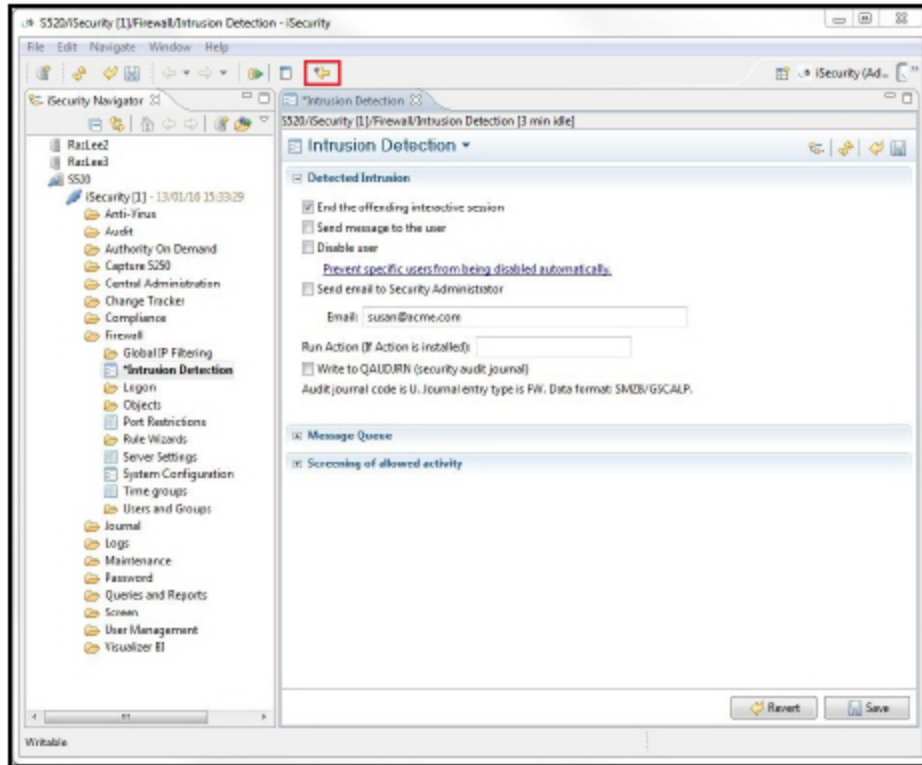 S520/iSecurity [1]/Firewall/Intrusion Detection - iSecurity
File Edit Navigate Window Help
iSecurity (Ad...
iSecurity Navigator
*Intrusion Detection
S520/iSecurity [1]/Firewall/Intrusion Detection [3 min idle]
RazLee2
RazLee3
S520
iSecurity [1] - 13/01/16 15:33:29
Anti-Virus
Audit
Authority On Demand
Capture 5250
Central Administration
Change Tracker
Compliance
Firewall
Global IP Filtering
*Intrusion Detection
Logon
Objects
Port Restrictions
Rule Wizards
Server Settings
System Configuration
Time groups
Users and Groups
Journal
Logs
Maintenance
Password
Queries and Reports
Screen
User Management
Visualizer BI
Intrusion Detection
Detected Intrusion
End the offending interactive session
Send message to the user
Disable user
Prevent specific users from being disabled automatically.
Send email to Security Administrator
Email: susan@acme.com
Run Action (If Action is installed):
Write to QAUDJRN (security audit journal)
Audit journal code is U. Journal entry type is FW. Data format: SMZ8/GSCALP.
Message Queue
Screening of allowed activity
Revert
Save
Writable